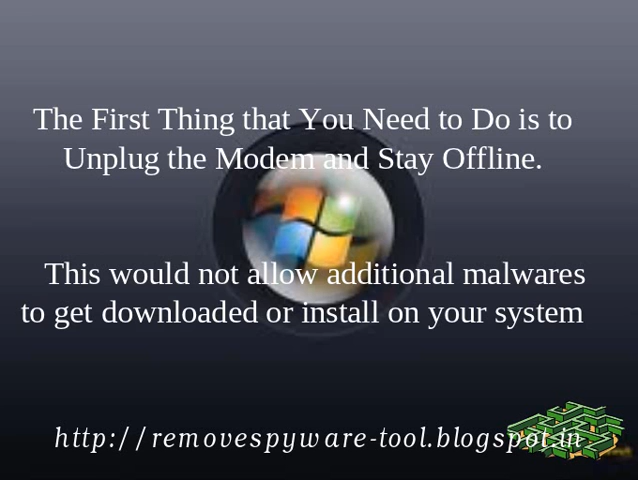 The First Thing that You Need to Do is to
Unplug the Modem and Stay Offline.
This would not allow additional malwares
to get downloaded or install on your system
http://removespyware-tool.blogspot.in